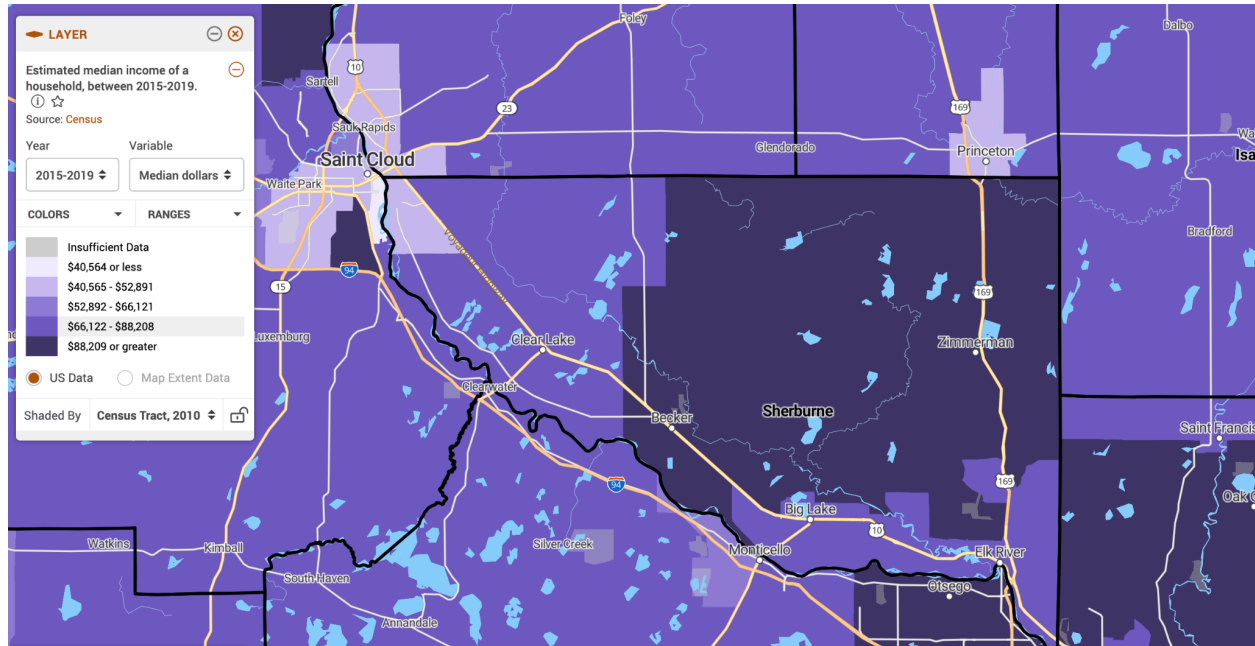 LAYER
Estimated median income of a
household, between 2015-2019.
Source: Census
Year
Variable
2015-2019
Median dollars
COLORS
RANGES
Insufficient Data
$40,564 or less
$40,565 - $52,891
$52,892 - $66,121
$66,122 - $88,208
$88,209 or greater
US Data
Map Extent Data
Shaded By
Census Tract, 2010
Foley
Dalbo
10
Sartell
23
169
Sauk Rapids
Glendorado
Princeton
Saint Cloud
Waite Park
Bradford
94
15
169
Luxemburg
Clear Lake
Zimmerman
Clearwater
Becker
Sherburne
Saint Francis
94
169
Big Lake
10
Watkins
Kimball
Silver Creek
Monticello
Elk River
South Haven
Otsego
Annandale